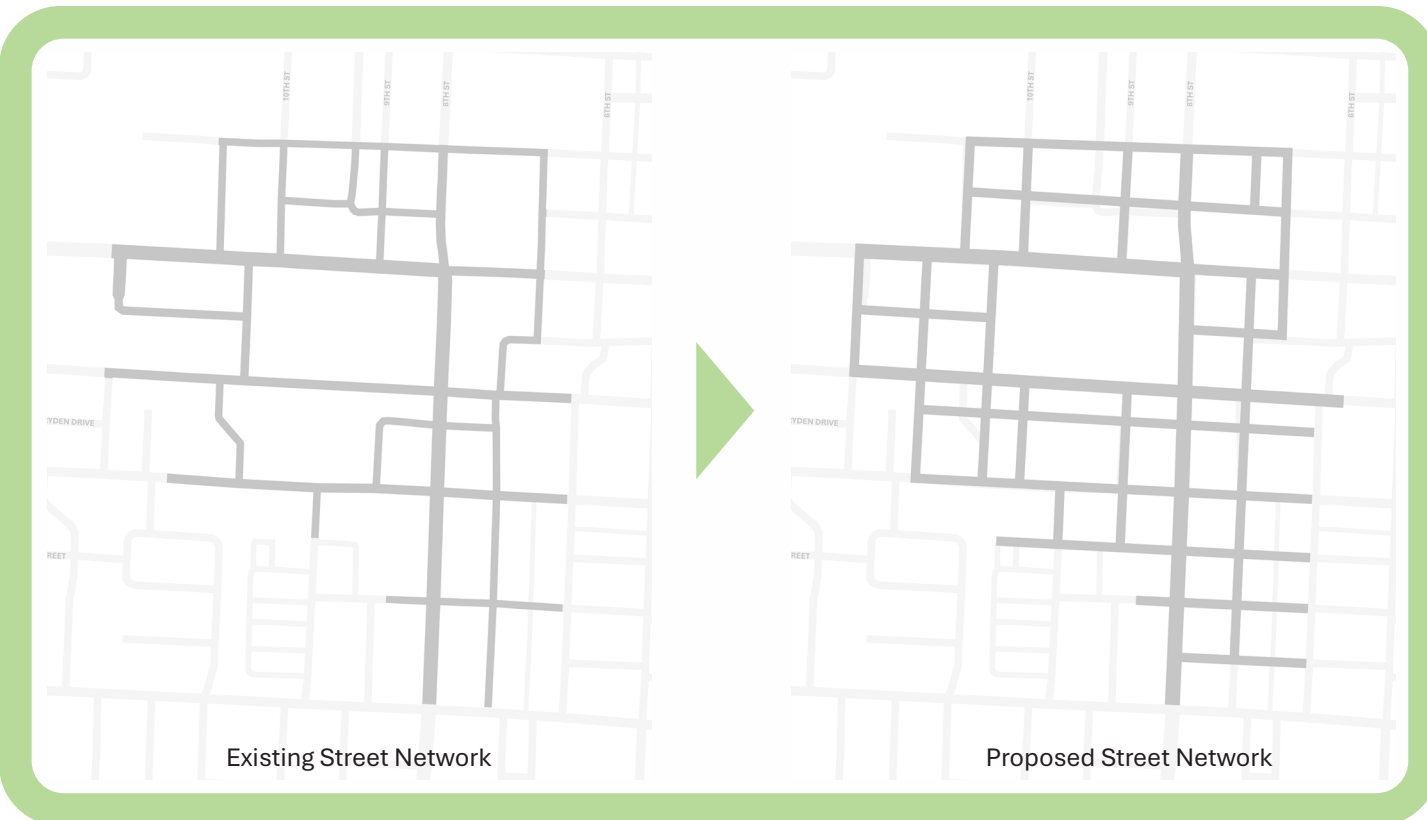 10TH ST
9TH ST
8TH ST
6TH ST
YDEN DRIVE
REET
Existing Street Network
10TH ST
9TH ST
8TH ST
6TH ST
YDEN DRIVE
REET
Proposed Street Network